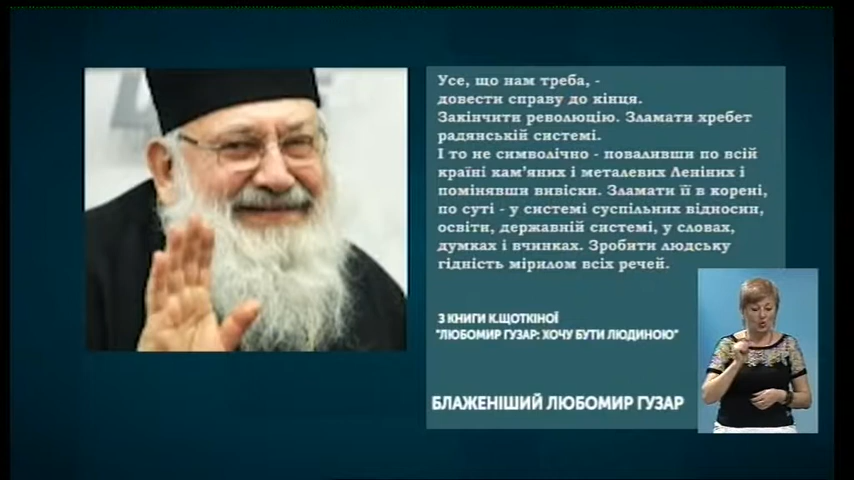 Усе, що нам треба, -
довести справу до кінця.
Закінчити революцію. Зламати хребет
радянській системі.
І то не символічно - поваливши по всій
країні кам'яних і металевих Леніних і
помінявши вивіски. Зламати її в корені,
по суті - у системі суспільних відносин,
освіти, державній системі, у словах,
думках і вчинках. Зробити людську
гідність мірилом всіх речей.
З КНИГИ К.ЩОТКІНОЇ
"ЛЮБОМИР ГУЗАР: ХОЧУ БУТИ ЛЮДИНОЮ"
БЛАЖЕНІШИЙ ЛЮБОМИР ГУЗАР